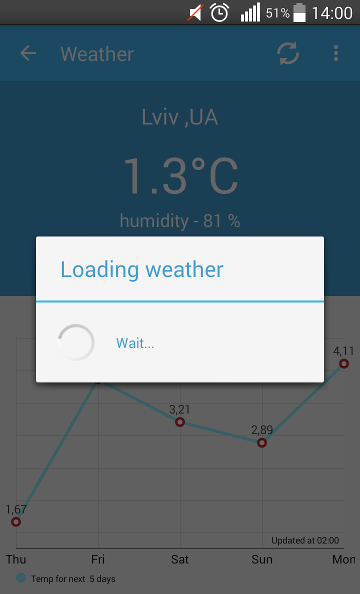 51% 14:00
Weather
Lviv ,UA
1.3°C
humidity - 81 %
Loading weather
Wait...
4,11
3,21
2,89
1,67
Updated at 02:00
Thu Fri Sat Sun Mon
Temp for next 5 days